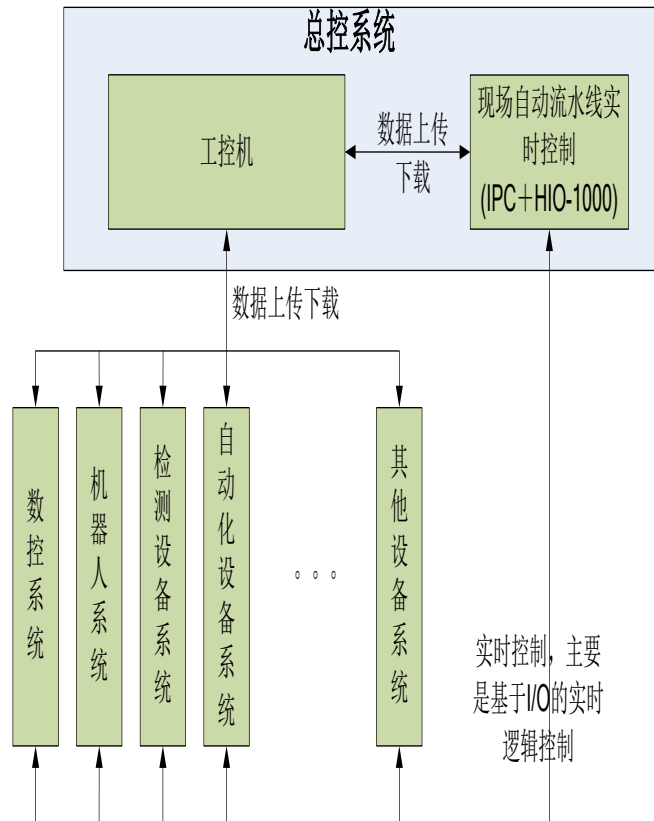 总控系统
工控机
数据上传
下载
现场自动流水线实
时控制
(IPC＋HIO-1000)
数据上传下载
数控系统
机器人系统
检测设备系统
自动化设备系统
。。。
其他设备系统
实时控制，主要
是基于I/O的实时
逻辑控制